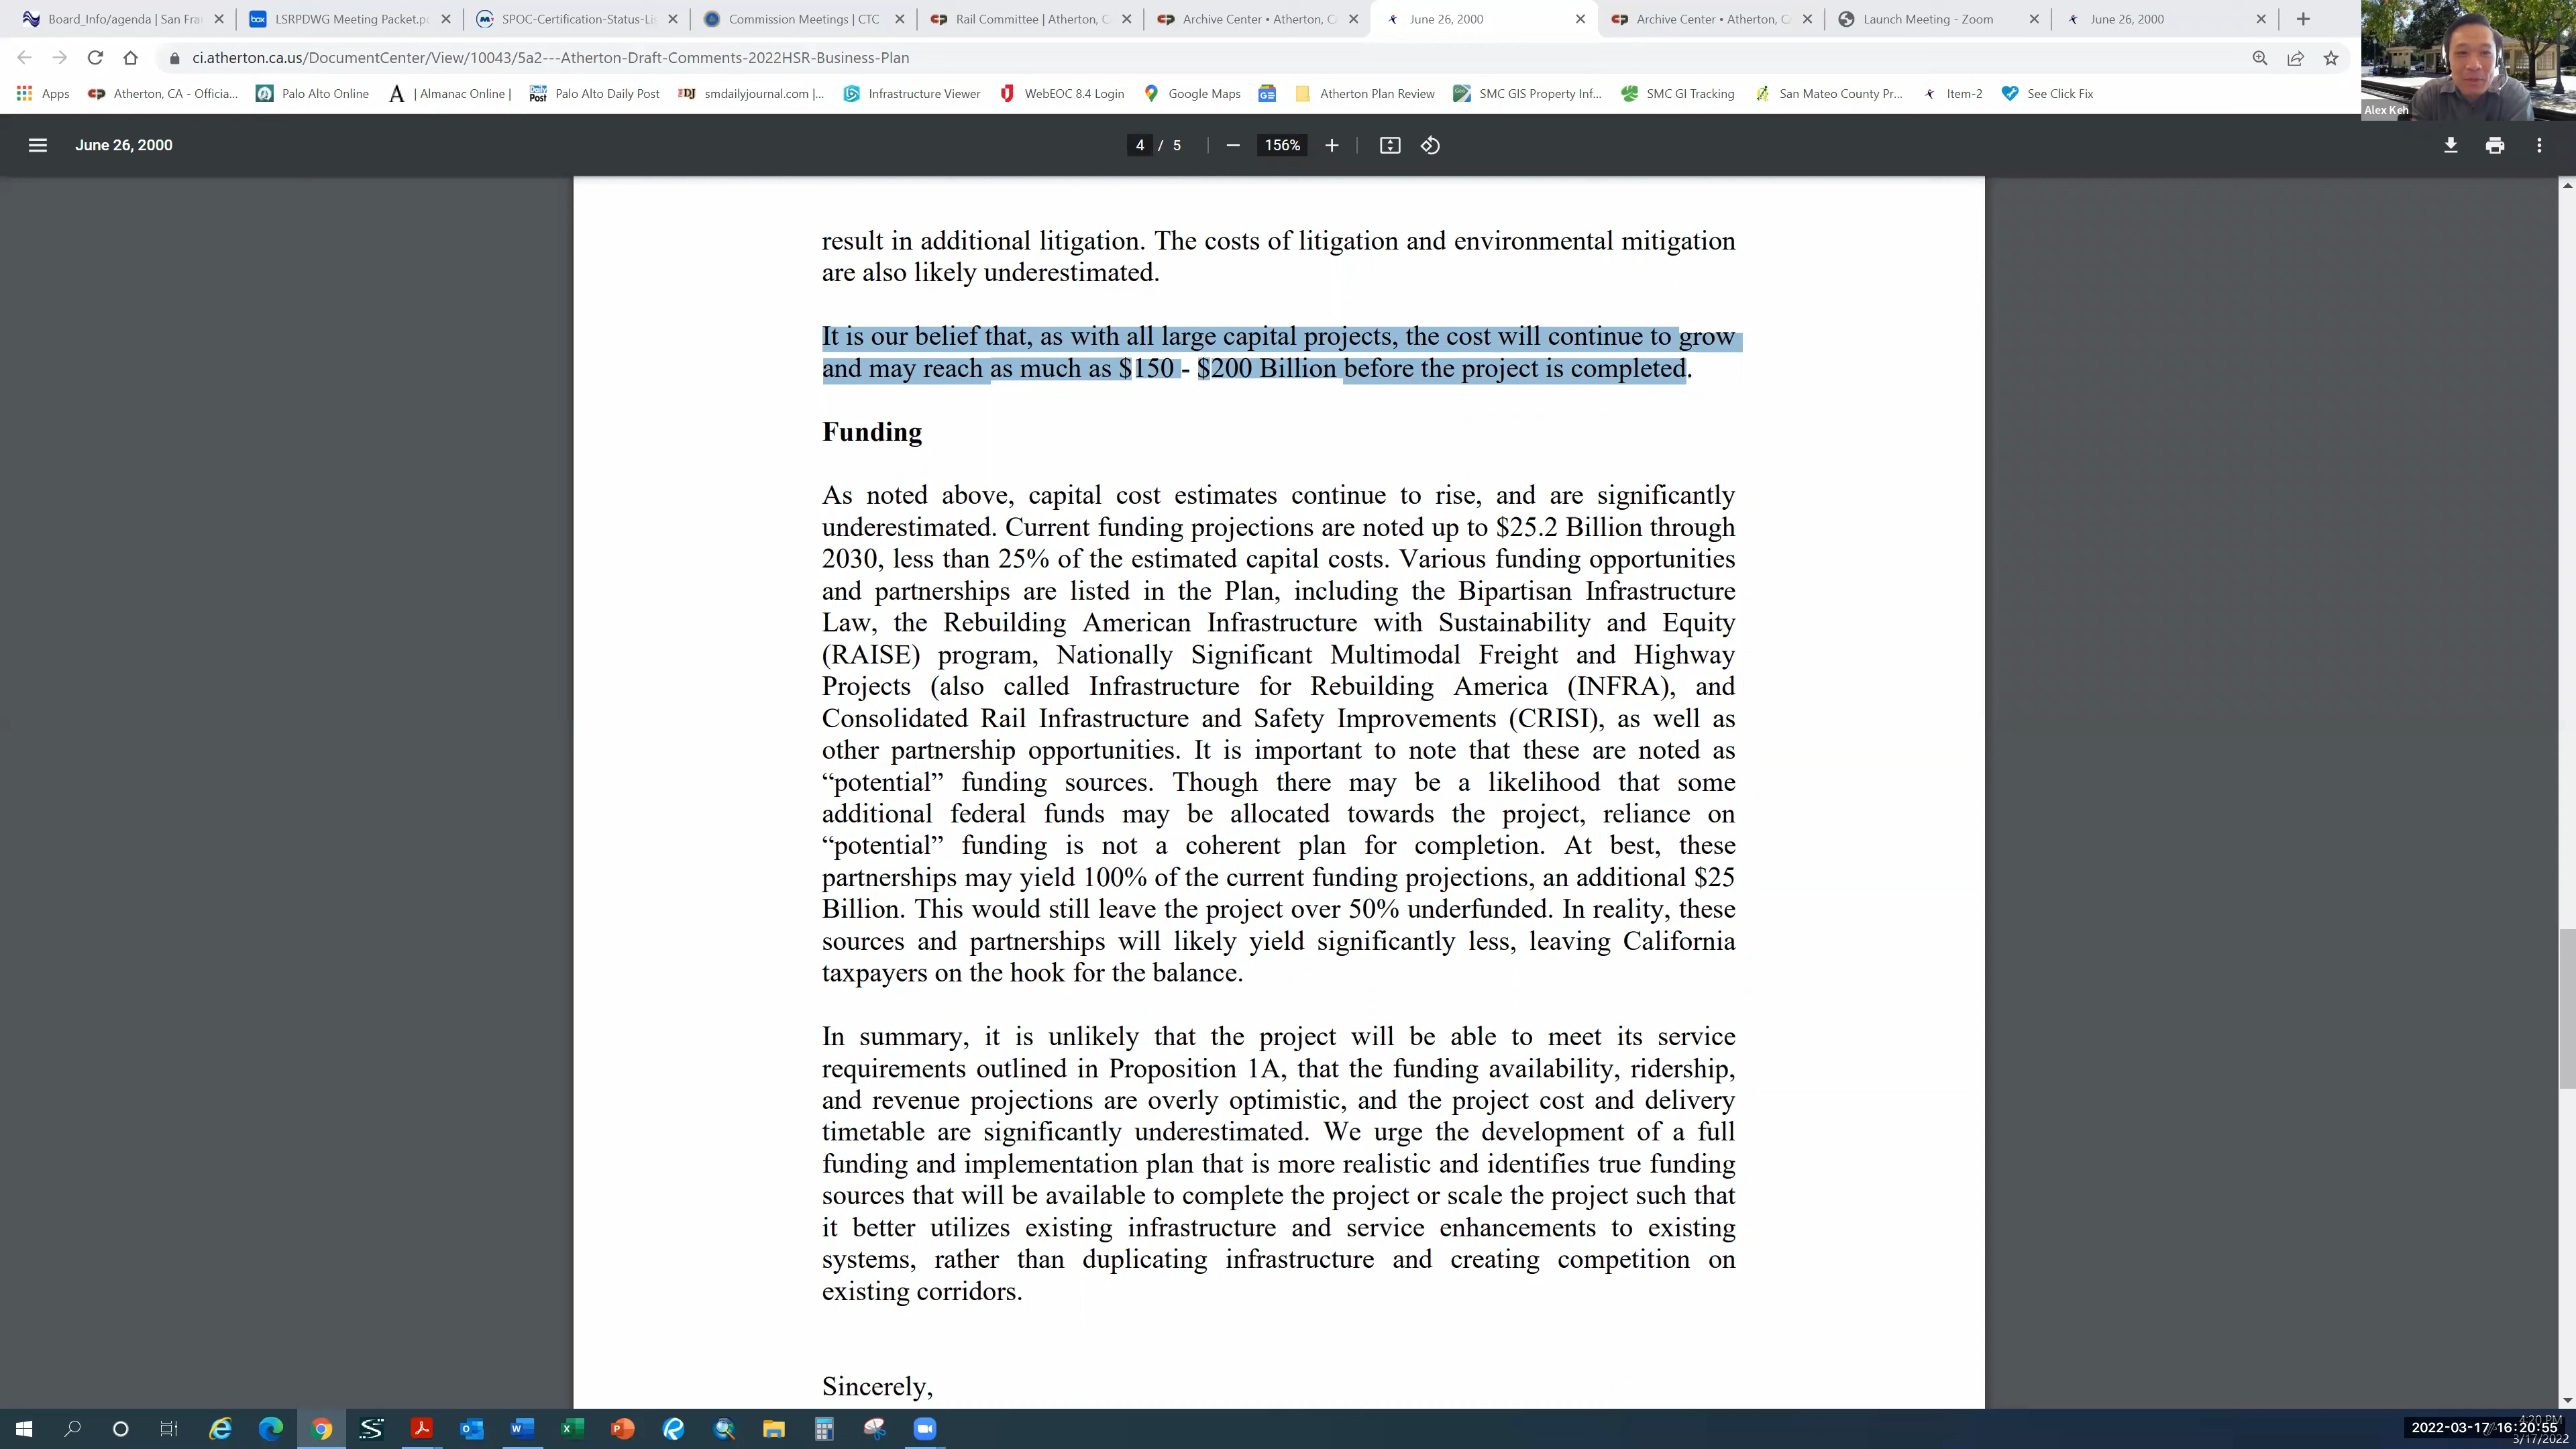 Board_Info/agenda | San Fra
LSRPDWG Meeting Packet.pd
SPOC-Certification-Status-Lis
Commission Meetings | CTC
Rail Committee | Atherton, C
Archive Center • Atherton, CA
June 26, 2000
Archive Center • Atherton, CA
Launch Meeting - Zoom
June 26, 2000
ci.atherton.ca.us/DocumentCenter/View/10043/5a2---Atherton-Draft-Comments-2022HSR-Business-Plan
Apps
Atherton, CA - Officia...
Palo Alto Online
| Almanac Online |
Palo Alto Daily Post
smdailyjournal.com |...
Infrastructure Viewer
WebEOC 8.4 Login
Google Maps
Atherton Plan Review
SMC GIS Property Inf...
SMC GI Tracking
San Mateo County Pr...
Item-2
See Click Fix
Alex Keh
June 26, 2000
4 / 5
156%
result in additional litigation. The costs of litigation and environmental mitigation
are also likely underestimated.
It is our belief that, as with all large capital projects, the cost will continue to grow
and may reach as much as $150 - $200 Billion before the project is completed.
Funding
As noted above, capital cost estimates continue to rise, and are significantly
underestimated. Current funding projections are noted up to $25.2 Billion through
2030, less than 25% of the estimated capital costs. Various funding opportunities
and partnerships are listed in the Plan, including the Bipartisan Infrastructure
Law, the Rebuilding American Infrastructure with Sustainability and Equity
(RAISE) program, Nationally Significant Multimodal Freight and Highway
Projects (also called Infrastructure for Rebuilding America (INFRA), and
Consolidated Rail Infrastructure and Safety Improvements (CRISI), as well as
other partnership opportunities. It is important to note that these are noted as
“potential” funding sources. Though there may be a likelihood that some
additional federal funds may be allocated towards the project, reliance on
“potential” funding is not a coherent plan for completion. At best, these
partnerships may yield 100% of the current funding projections, an additional $25
Billion. This would still leave the project over 50% underfunded. In reality, these
sources and partnerships will likely yield significantly less, leaving California
taxpayers on the hook for the balance.
In summary, it is unlikely that the project will be able to meet its service
requirements outlined in Proposition 1A, that the funding availability, ridership,
and revenue projections are overly optimistic, and the project cost and delivery
timetable are significantly underestimated. We urge the development of a full
funding and implementation plan that is more realistic and identifies true funding
sources that will be available to complete the project or scale the project such that
it better utilizes existing infrastructure and service enhancements to existing
systems, rather than duplicating infrastructure and creating competition on
existing corridors.
Sincerely,
4:20 PM
2022-03-17 16:20:55
3/17/2022